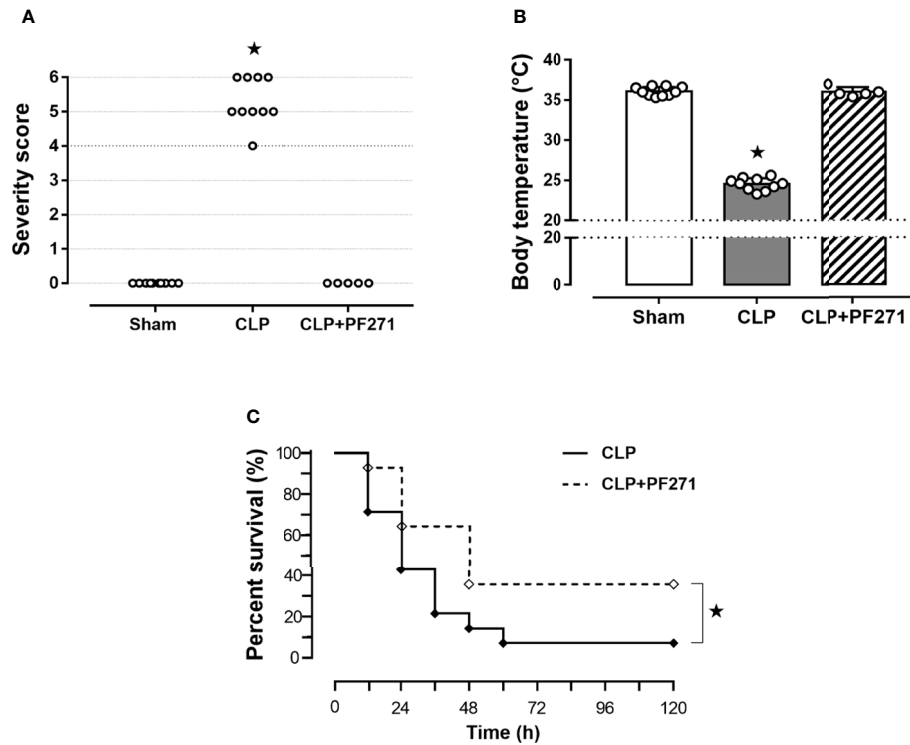 A
★
Severity score
6
5
4
3
2
1
0
Sham CLP CLP+PF271
B
Body temperature (°C)
40
35
30
25
20
20
0
★
Sham CLP CLP+PF271
C
Percent survival (%)
100
80
60
40
20
0
CLP
CLP+PF271
★
0 24 48 72 96 120
Time (h)